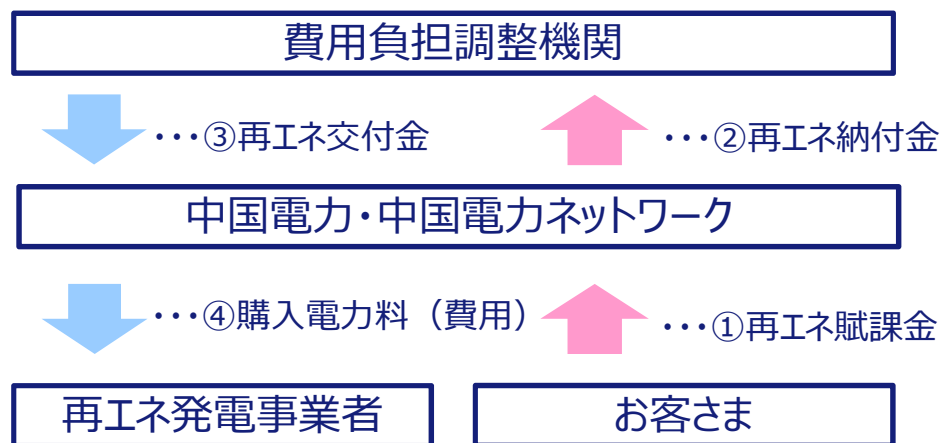 費用負担調整機関
･･･③再エネ交付金
･･･②再エネ納付金
中国電力・中国電力ネットワーク
･･･④購入電力料（費用）
･･･①再エネ賦課金
再エネ発電事業者
お客さま